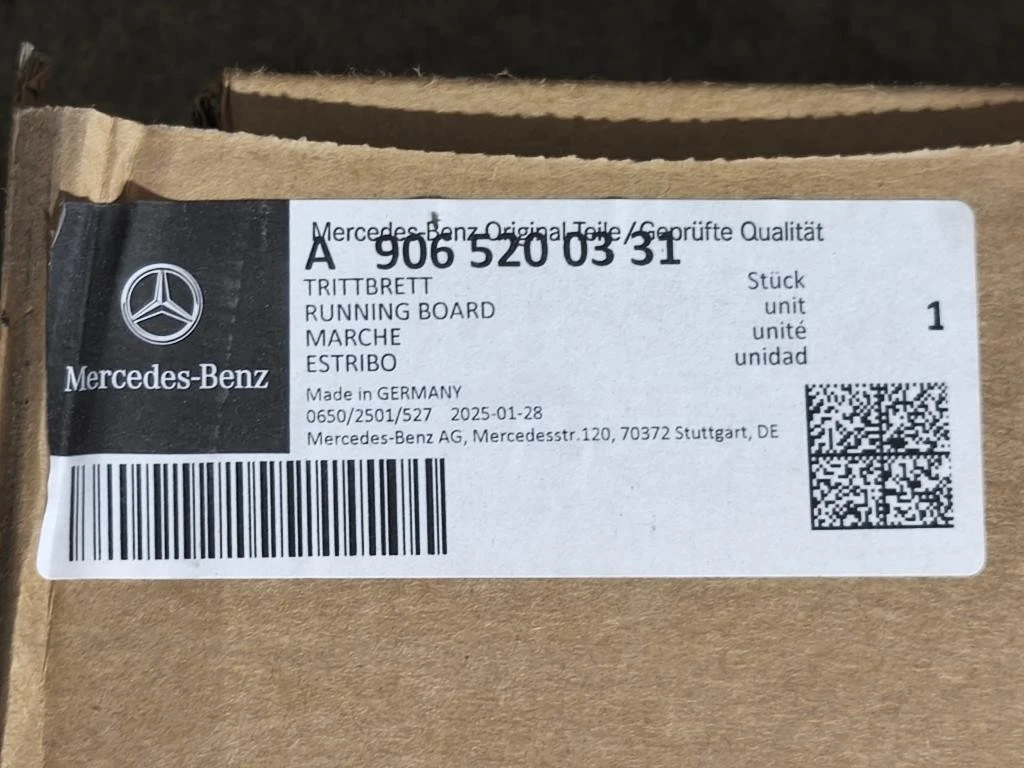 Mercedes-Benz Original Teile / Geprüfte Qualität
A 906 520 03 31
TRITTBRETT
RUNNING BOARD
MARCHE
ESTRIBO
Stück
unit
unité
unidad
1
Mercedes-Benz
Made in GERMANY
0650/2501/527 2025-01-28
Mercedes-Benz AG, Mercedesstr.120, 70372 Stuttgart, DE